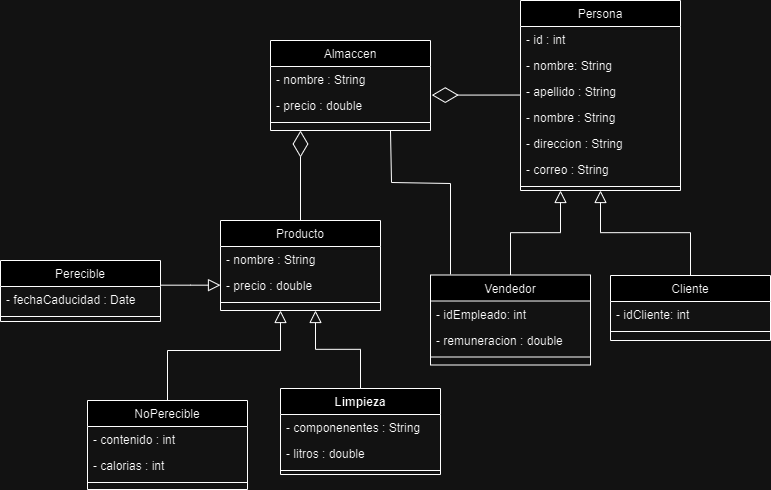 Persona
- id : int
- nombre: String
- apellido : String
- nombre : String
- direccion : String
- correo : String
Almaccen
- nombre : String
- precio : double
Producto
- nombre : String
- precio : double
Perecible
- fechaCaducidad : Date
Vendedor
- idEmpleado: int
- remuneracion : double
Cliente
- idCliente: int
NoPerecible
- contenido : int
- calorias : int
Limpieza
- componenentes : String
- litros : double